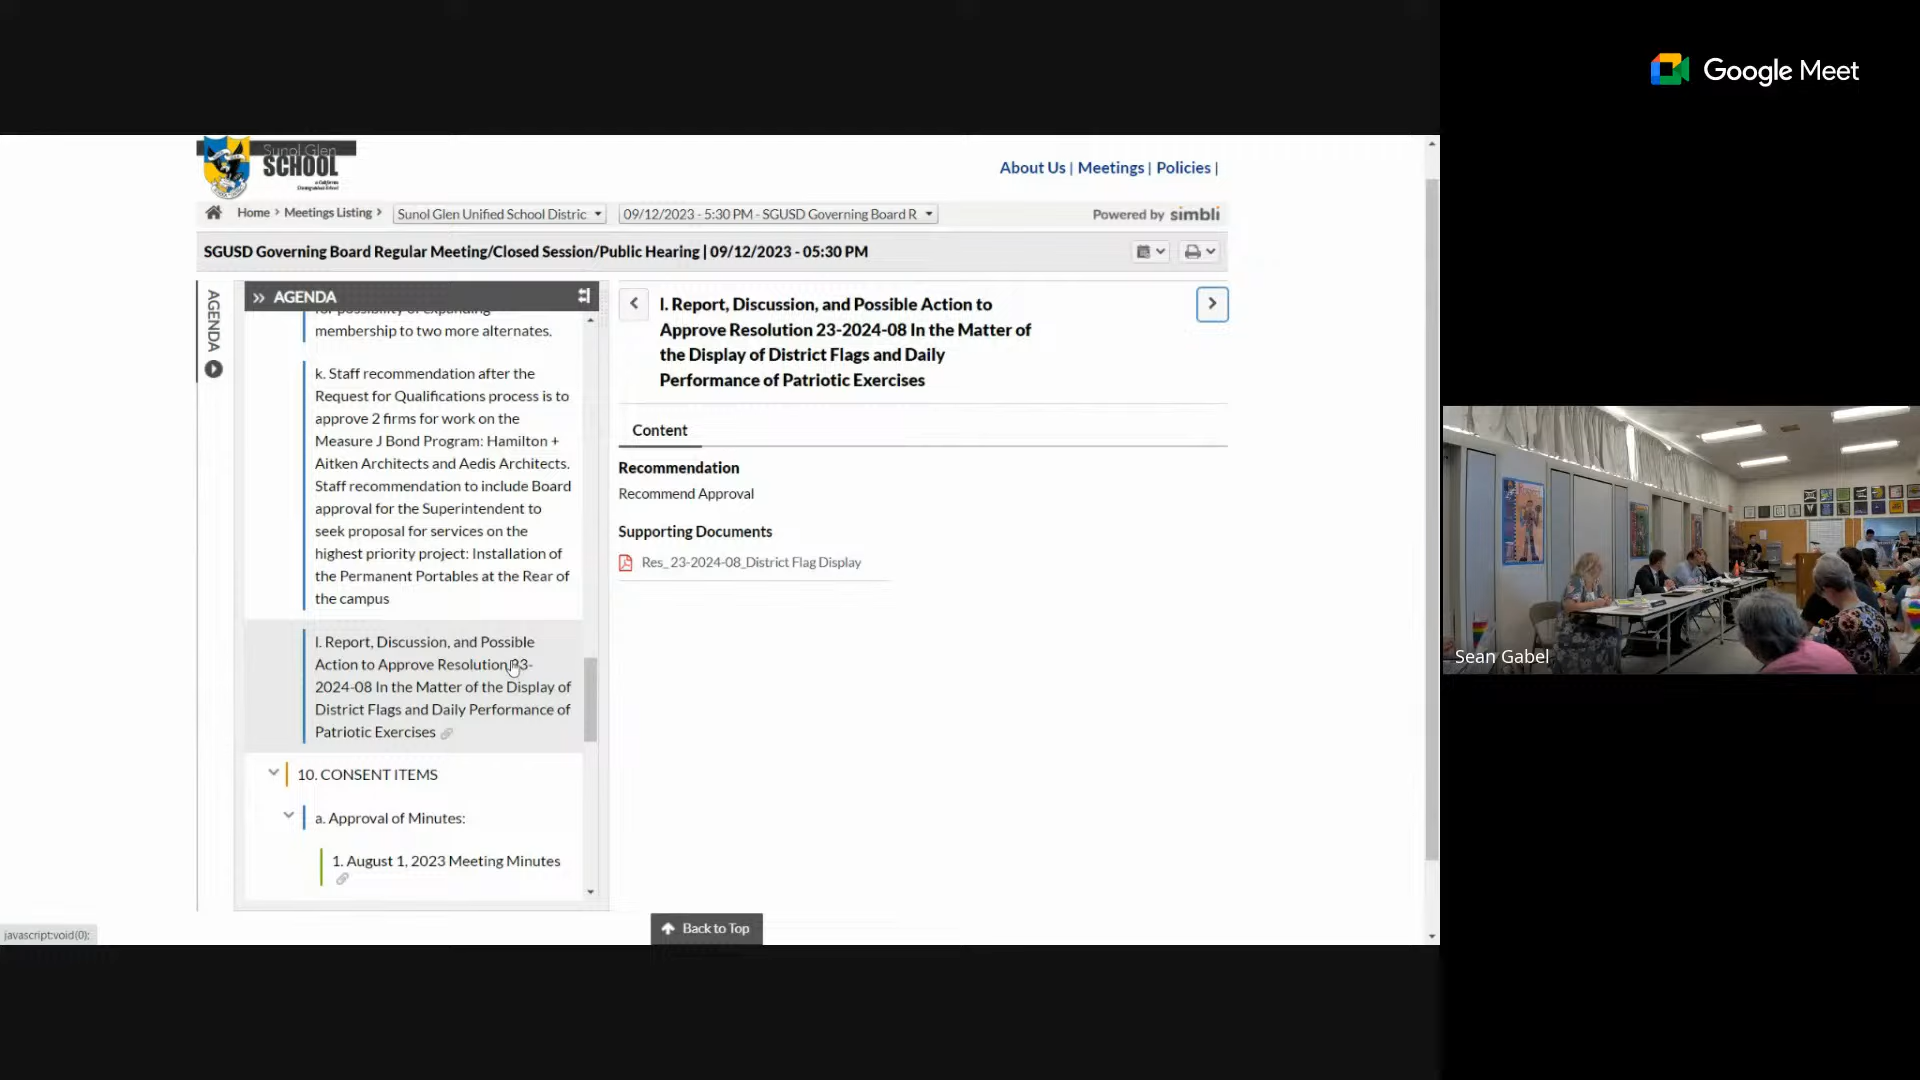 Google Meet
Sunol Glen
SCHOOL
About Us | Meetings | Policies |
Home > Meetings Listing >
Sunol Glen Unified School Distric
09/12/2023 - 5:30 PM - SGUSD Governing Board R
Powered by simbli
SGUSD Governing Board Regular Meeting/Closed Session/Public Hearing | 09/12/2023 - 05:30 PM
AGENDA
AGENDA
for possibility of expanding
membership to two more alternates.
k. Staff recommendation after the
Request for Qualifications process is to
approve 2 firms for work on the
Measure J Bond Program: Hamilton +
Aitken Architects and Aedis Architects.
Staff recommendation to include Board
approval for the Superintendent to
seek proposal for services on the
highest priority project: Installation of
the Permanent Portables at the Rear of
the campus
l. Report, Discussion, and Possible
Action to Approve Resolution 23-
2024-08 In the Matter of the Display of
District Flags and Daily Performance of
Patriotic Exercises
10. CONSENT ITEMS
a. Approval of Minutes:
1. August 1, 2023 Meeting Minutes
l. Report, Discussion, and Possible Action to
Approve Resolution 23-2024-08 In the Matter of
the Display of District Flags and Daily
Performance of Patriotic Exercises
Content
Recommendation
Recommend Approval
Supporting Documents
Res_23-2024-08_District Flag Display
Back to Top
javascript:void(0);
Sean Gabel